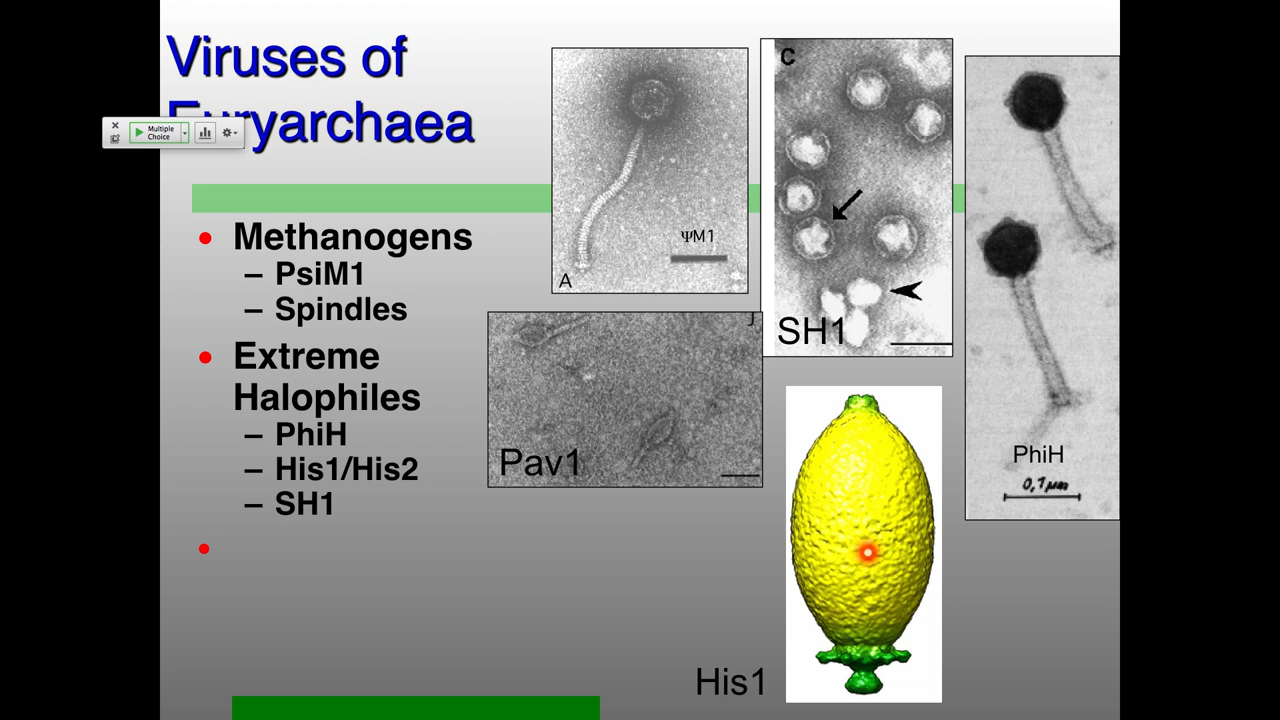 Viruses of
Euryarchaea
Multiple
Choice
Methanogens
– PsiM1
– Spindles
Extreme
Halophiles
– PhiH
– His1/His2
– SH1
ΨM1
A
C
SH1
J
Pav1
PhiH
0,1 µm
His1